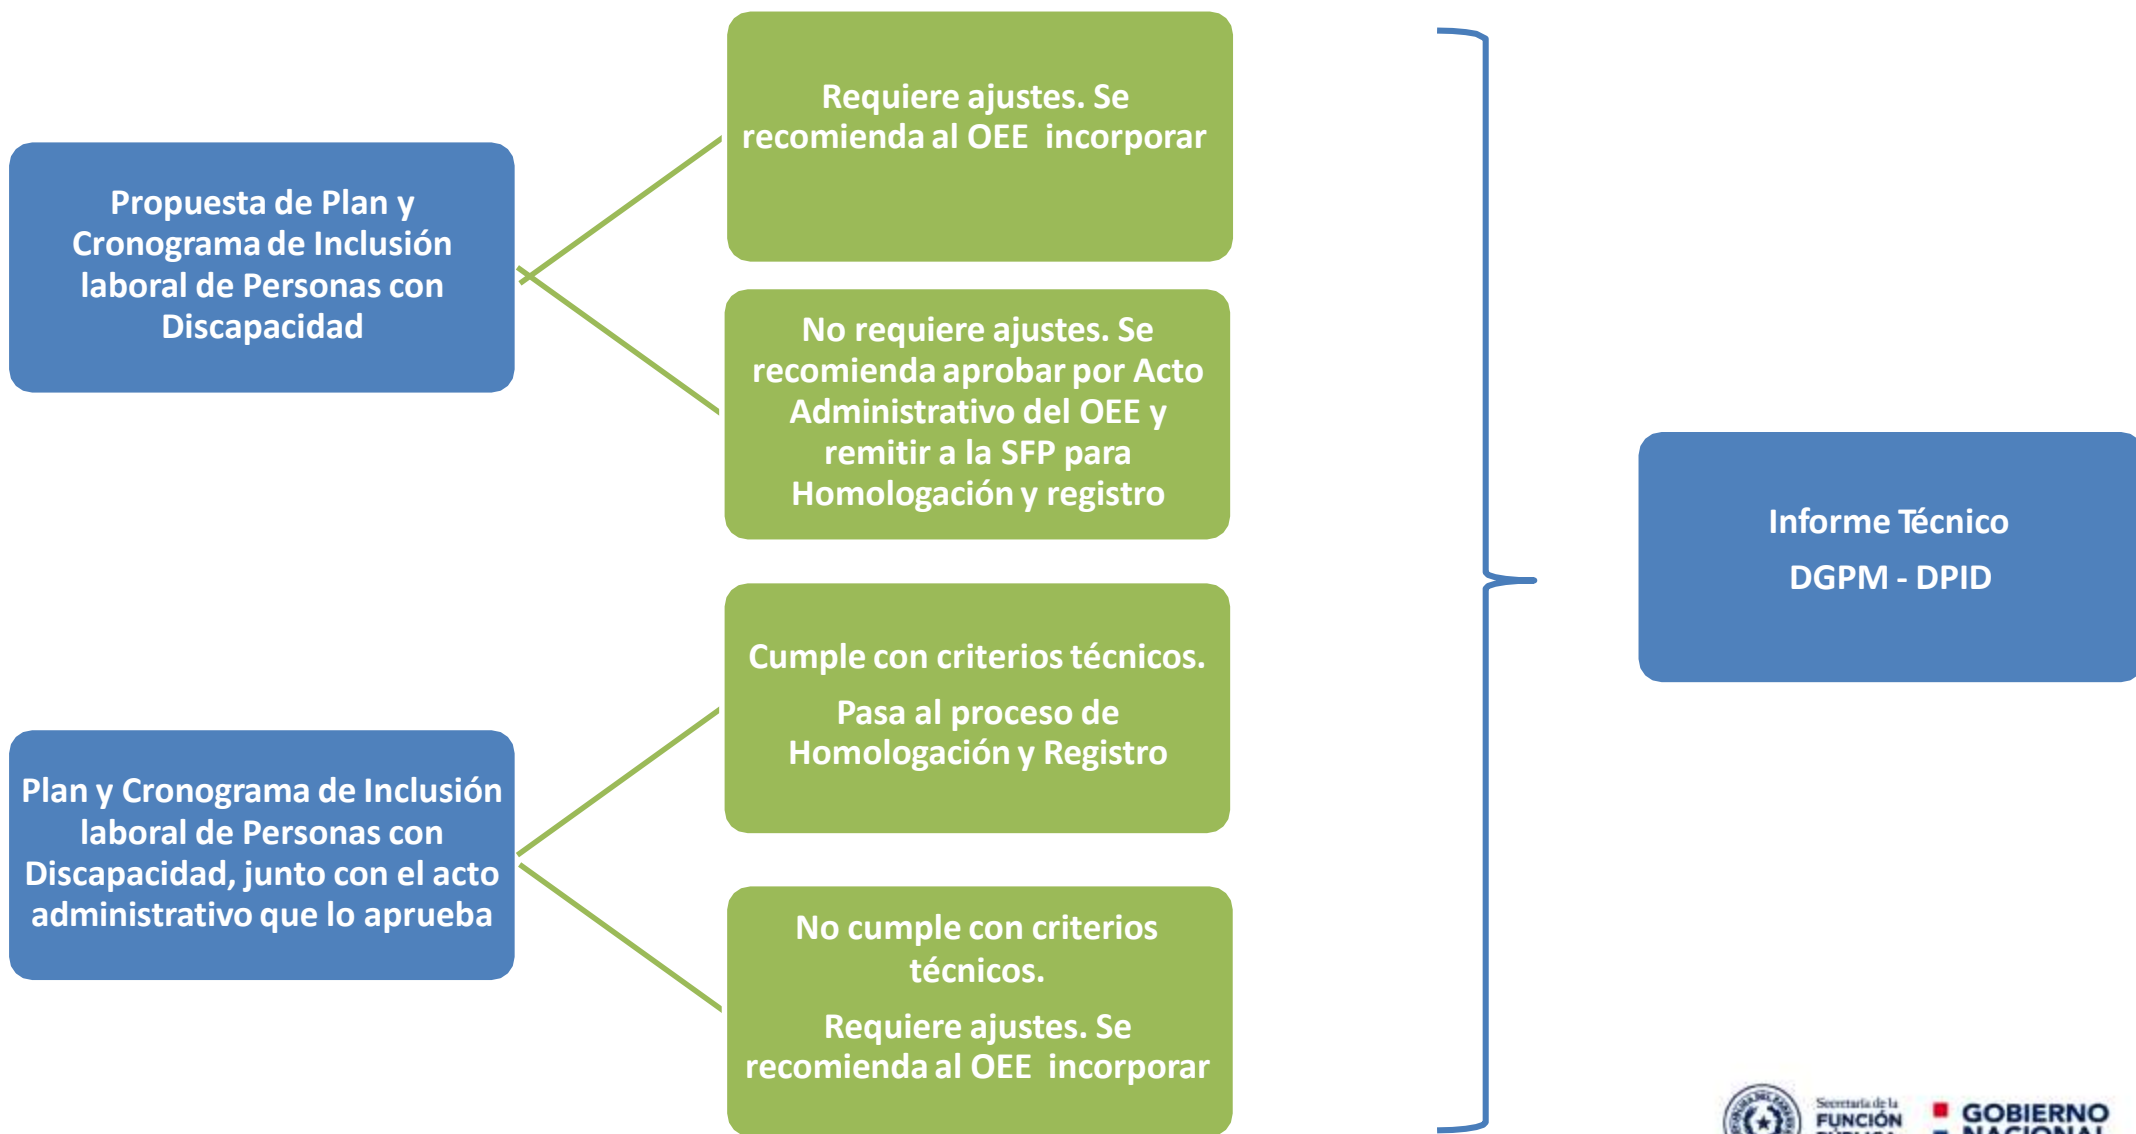 Propuesta de Plan y
Cronograma de Inclusión
laboral de Personas con
Discapacidad
Requiere ajustes. Se
recomienda al OEE incorporar
No requiere ajustes. Se
recomienda aprobar por Acto
Administrativo del OEE y
remitir a la SFP para
Homologación y registro
Plan y Cronograma de Inclusión
laboral de Personas con
Discapacidad, junto con el acto
administrativo que lo aprueba
Cumple con criterios técnicos.
Pasa al proceso de
Homologación y Registro
No cumple con criterios
técnicos.
Requiere ajustes. Se
recomienda al OEE incorporar
Informe Técnico
DGPM - DPID
Secretaría de la
FUNCIÓN
GOBIERNO
NACIONAL